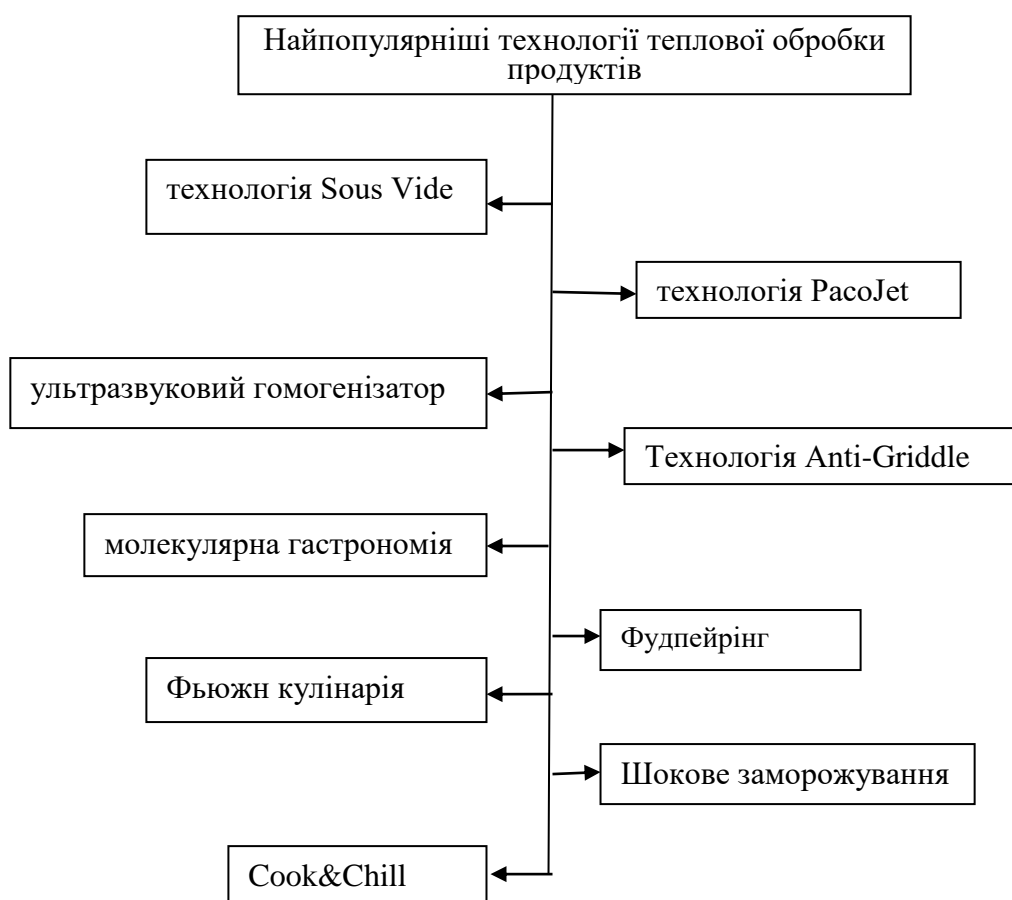 Найпопулярніші технології теплової обробки
продуктів
технологія Sous Vide
технологія PacoJet
ультразвуковий гомогенізатор
Технологія Anti-Griddle
молекулярна гастрономія
Фудпейрінг
Фьюжн кулінарія
Шокове заморожування
Cook&Chill